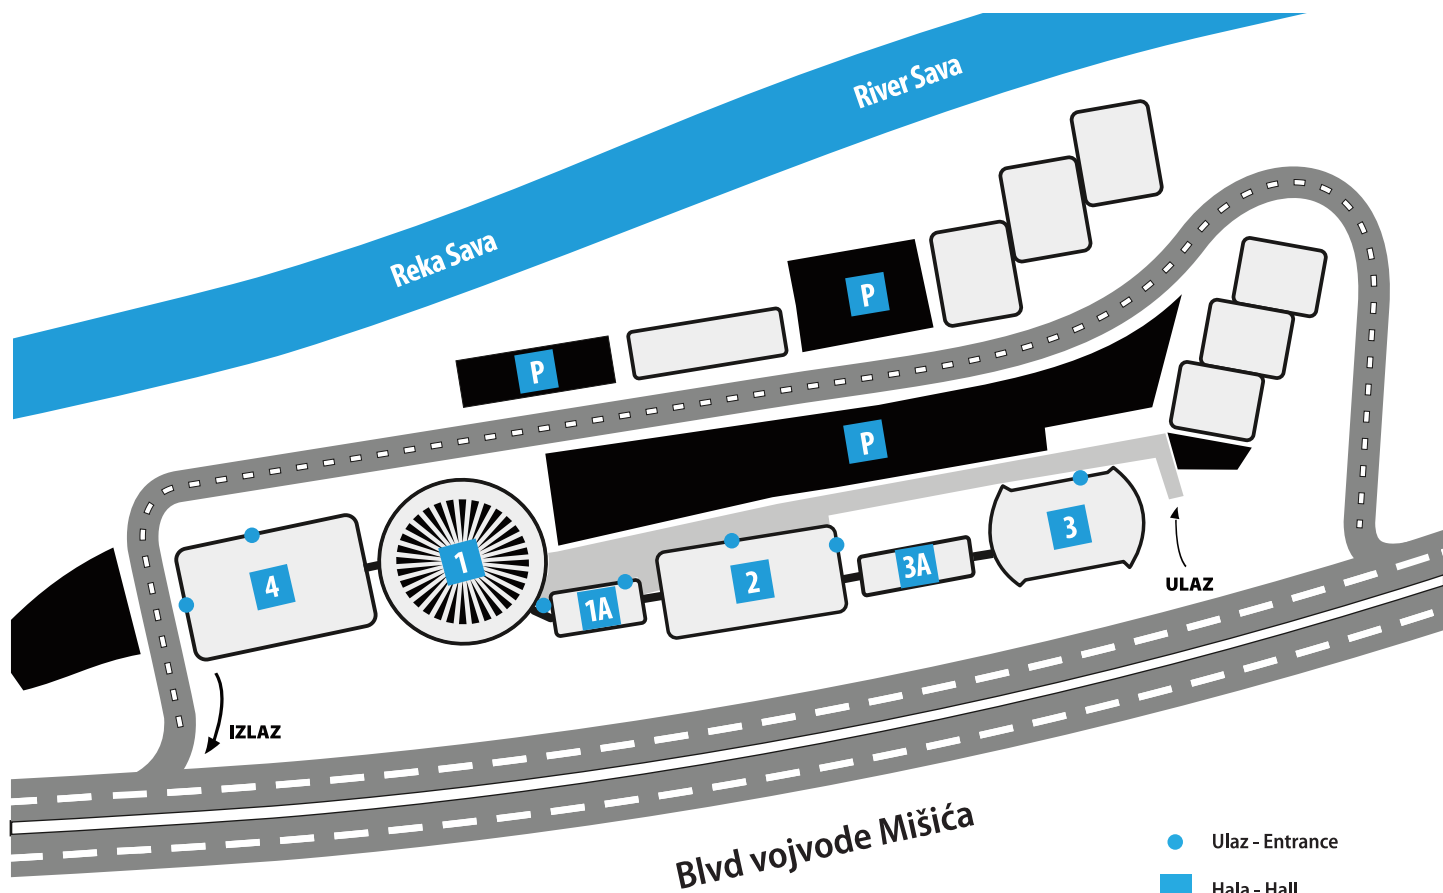 River Sava
Reka Sava
P
P
P
3
1
3A
4
2
1A
ULAZ
IZLAZ
Blvd vojvode Mišića
Ulaz - Entrance
Hala - Hall